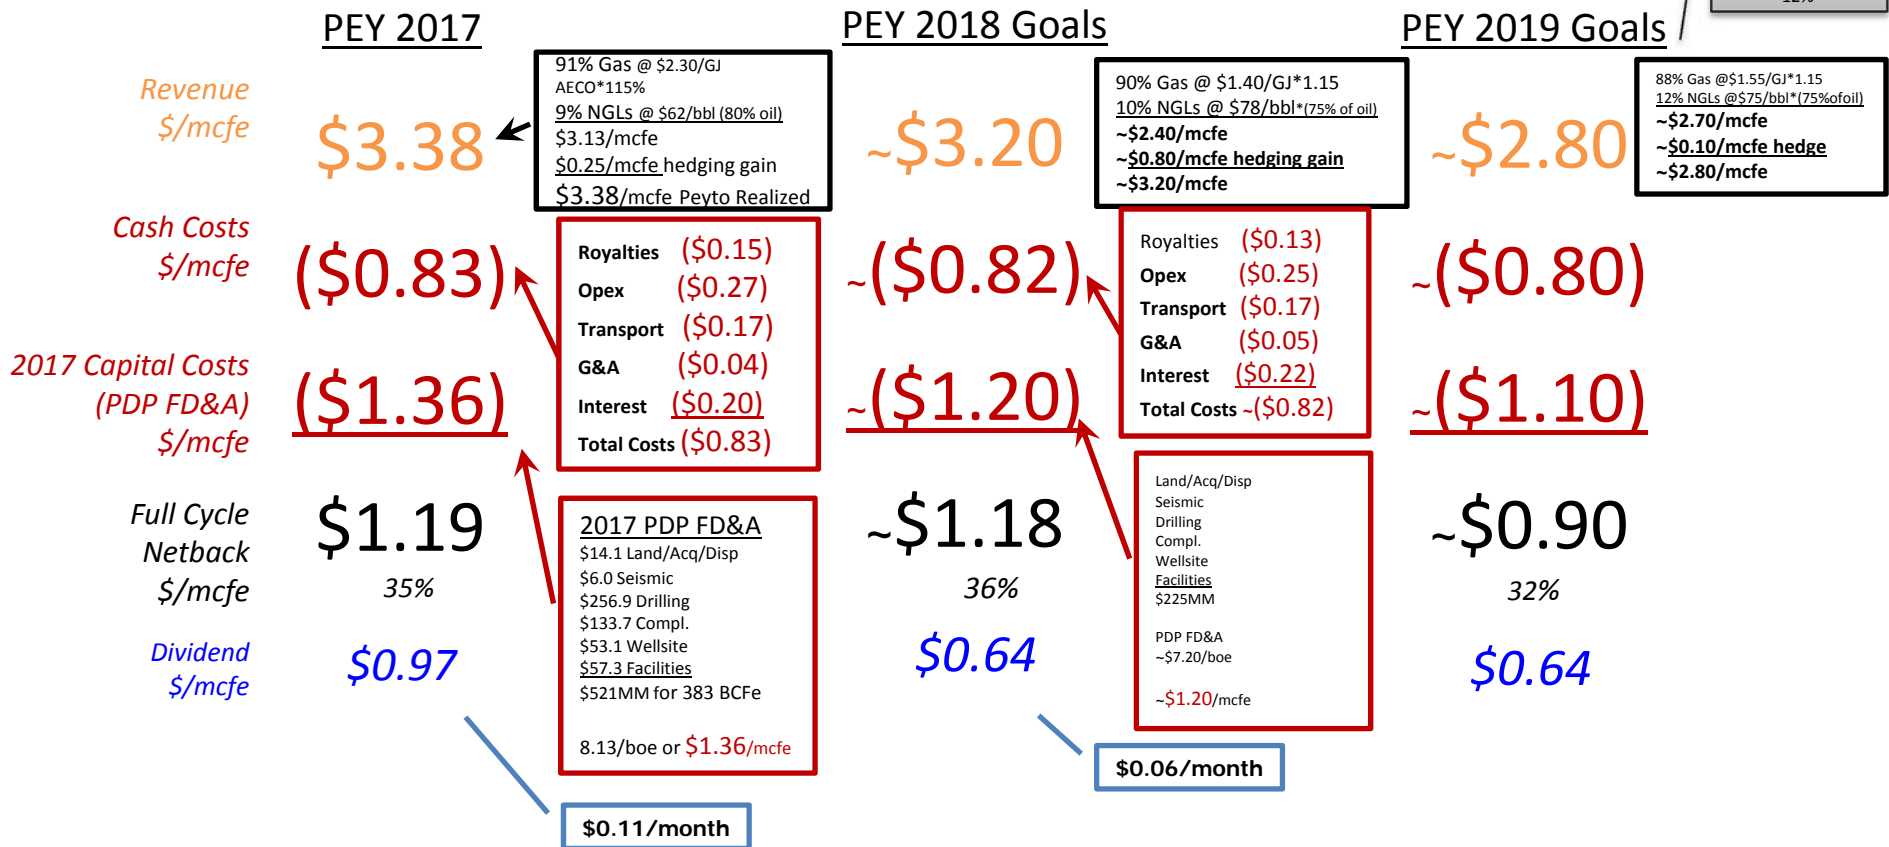 12%
PEY 2017
PEY 2018 Goals
PEY 2019 Goals
Revenue
$/mcfe
$3.38
91% Gas @ $2.30/GJ
AECO*115%
9% NGLs @ $62/bbl (80% oil)
$3.13/mcfe
$0.25/mcfe hedging gain
$3.38/mcfe Peyto Realized
~$3.20
90% Gas @ $1.40/GJ*1.15
10% NGLs @ $78/bbl*(75% of oil)
~$2.40/mcfe
~$0.80/mcfe hedging gain
~$3.20/mcfe
~$2.80
88% Gas @$1.55/GJ*1.15
12% NGLs @$75/bbl*(75%ofoil)
~$2.70/mcfe
~$0.10/mcfe hedge
~$2.80/mcfe
Cash Costs
$/mcfe
($0.83)
Royalties ($0.15)
Opex ($0.27)
Transport ($0.17)
G&A ($0.04)
Interest ($0.20)
Total Costs ($0.83)
~($0.82)
Royalties ($0.13)
Opex ($0.25)
Transport ($0.17)
G&A ($0.05)
Interest ($0.22)
Total Costs ~($0.82)
~($0.80)
2017 Capital Costs
(PDP FD&A)
$/mcfe
($1.36)
~($1.20)
~($1.10)
Full Cycle
Netback
$/mcfe
$1.19
35%
2017 PDP FD&A
$14.1 Land/Acq/Disp
$6.0 Seismic
$256.9 Drilling
$133.7 Compl.
$53.1 Wellsite
$57.3 Facilities
$521MM for 383 BCFe
8.13/boe or $1.36/mcfe
~$1.18
36%
Land/Acq/Disp
Seismic
Drilling
Compl.
Wellsite
Facilities
$225MM
PDP FD&A
~$7.20/boe
~$1.20/mcfe
~$0.90
32%
Dividend
$/mcfe
$0.97
$0.64
$0.64
$0.11/month
$0.06/month